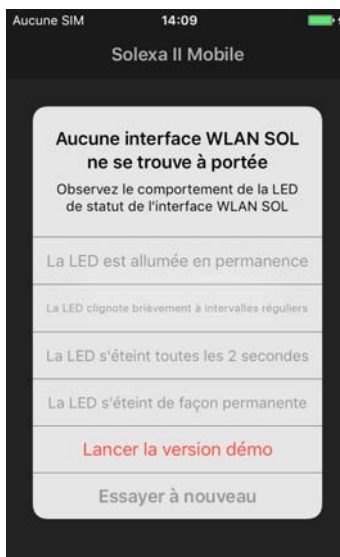 Aucune SIM 14:09
Solexa II Mobile
Aucune interface WLAN SOL
ne se trouve à portée
Observez le comportement de la LED
de statut de l'interface WLAN SOL
La LED est allumée en permanence
La LED clignote brièvement à intervalles réguliers
La LED s'éteint toutes les 2 secondes
La LED s'éteint de façon permanente
Lancer la version démo
Essayer à nouveau